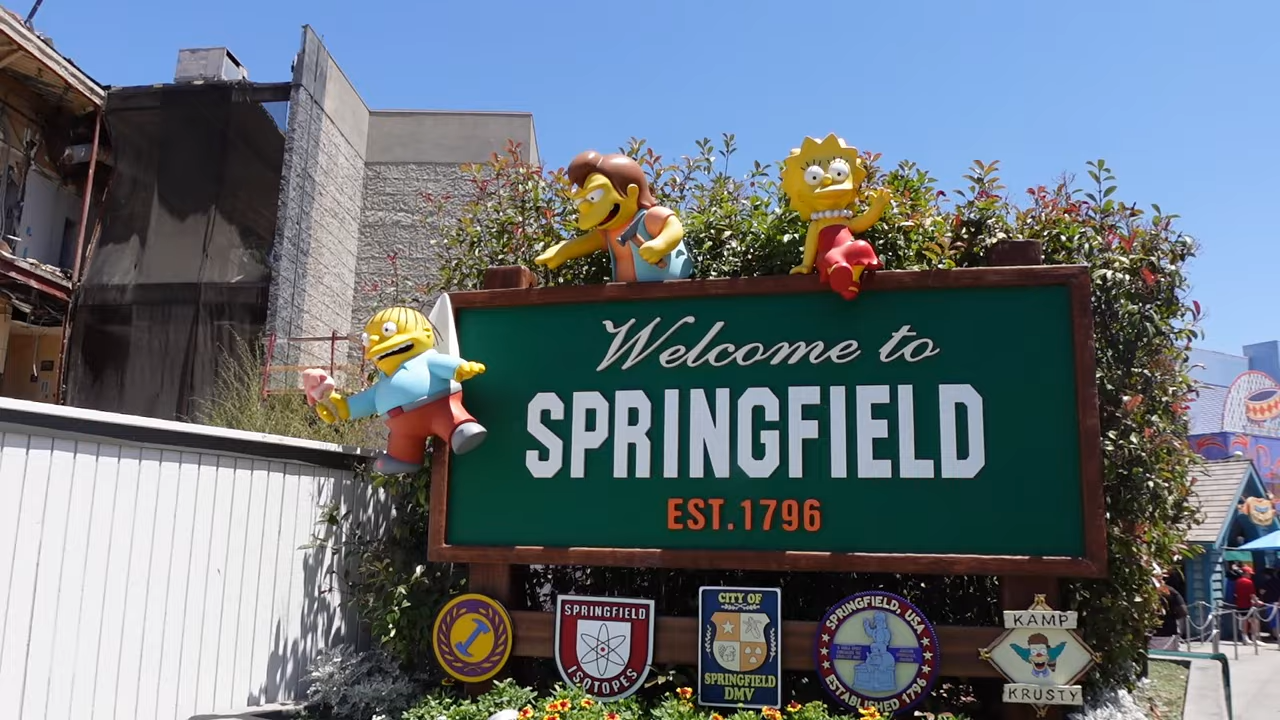 Welcome to
SPRINGFIELD
EST.1796
SPRINGFIELD
ISOTOPES
CITY OF
SPRINGFIELD
DMV
SPRINGFIELD, USA
ESTABLISHED 1796
KAMP
KRUSTY